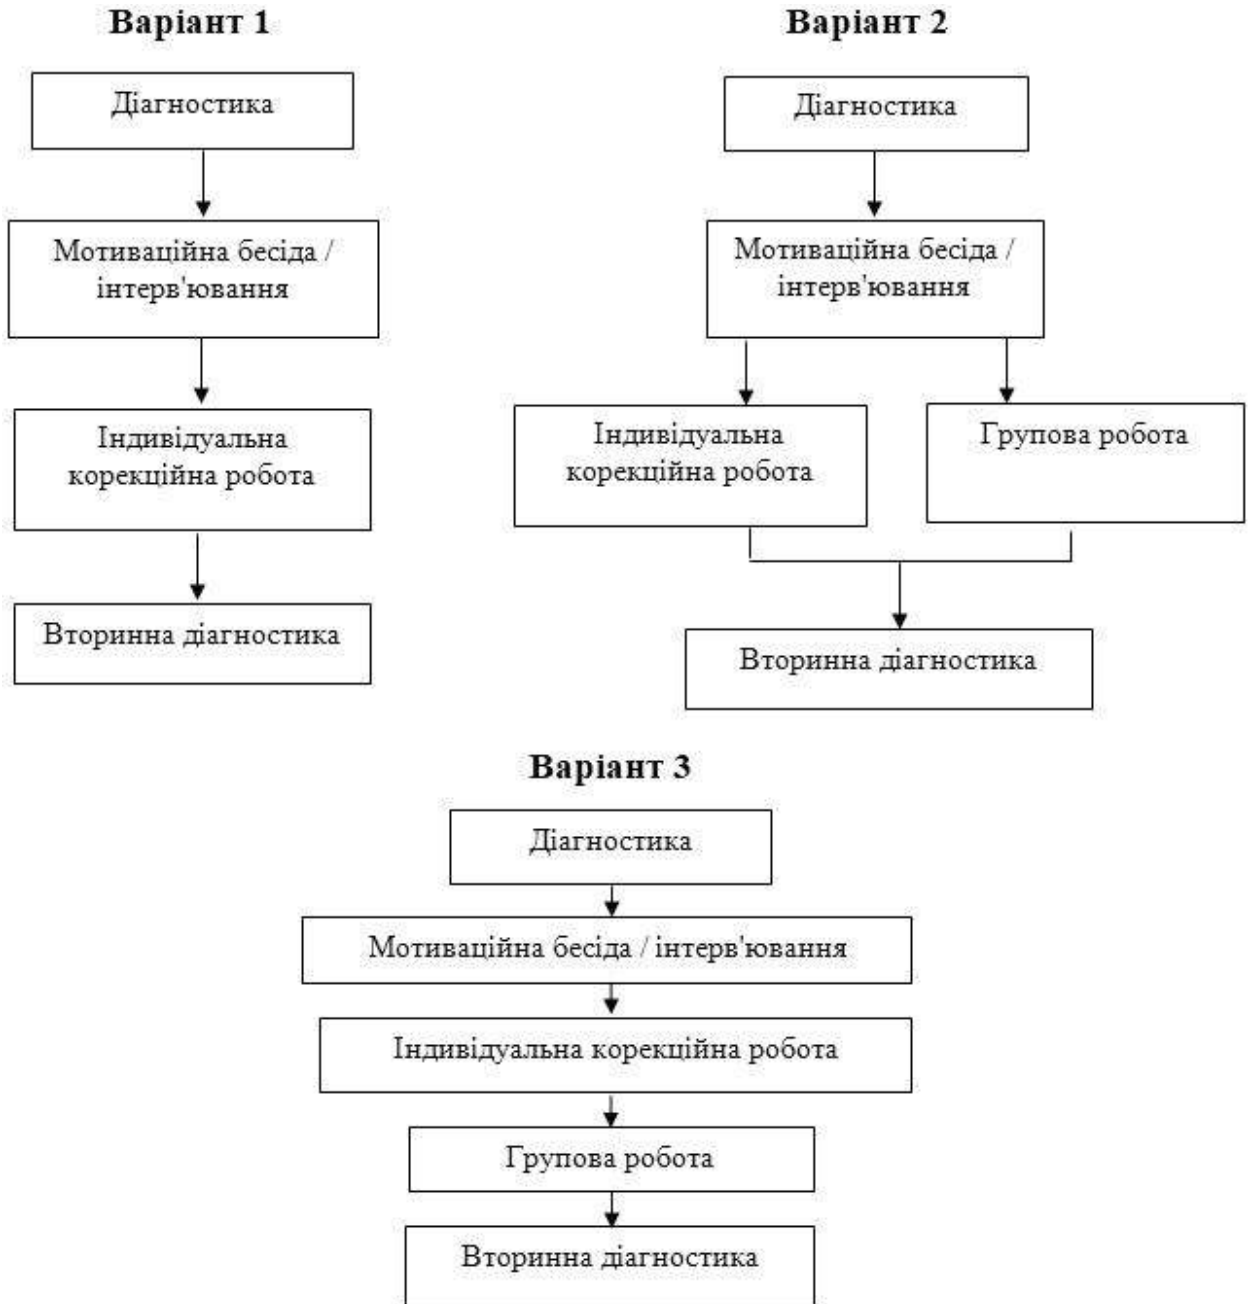 Варіант 1
Діагностика
Мотиваційна бесіда /
інтерв'ювання
Індивідуальна
корекційна робота
Вторинна діагностика
Варіант 2
Діагностика
Мотиваційна бесіда /
інтерв'ювання
Індивідуальна
корекційна робота
Групова робота
Вторинна діагностика
Варіант 3
Діагностика
Мотиваційна бесіда / інтерв'ювання
Індивідуальна корекційна робота
Групова робота
Вторинна діагностика